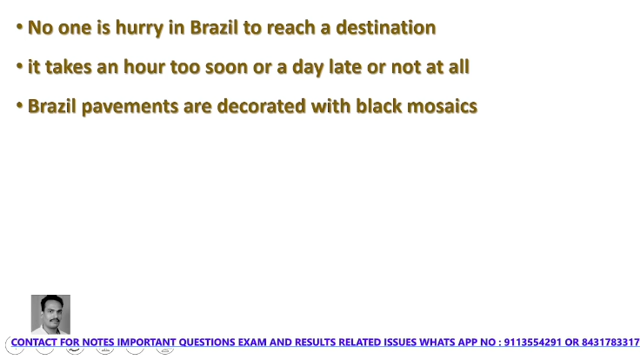 • No one is hurry in Brazil to reach a destination
• it takes an hour too soon or a day late or not at all
• Brazil pavements are decorated with black mosaics
CONTACT FOR NOTES IMPORTANT QUESTIONS EXAM AND RESULTS RELATED ISSUES WHATS APP NO : 9113554291 OR 8431783317